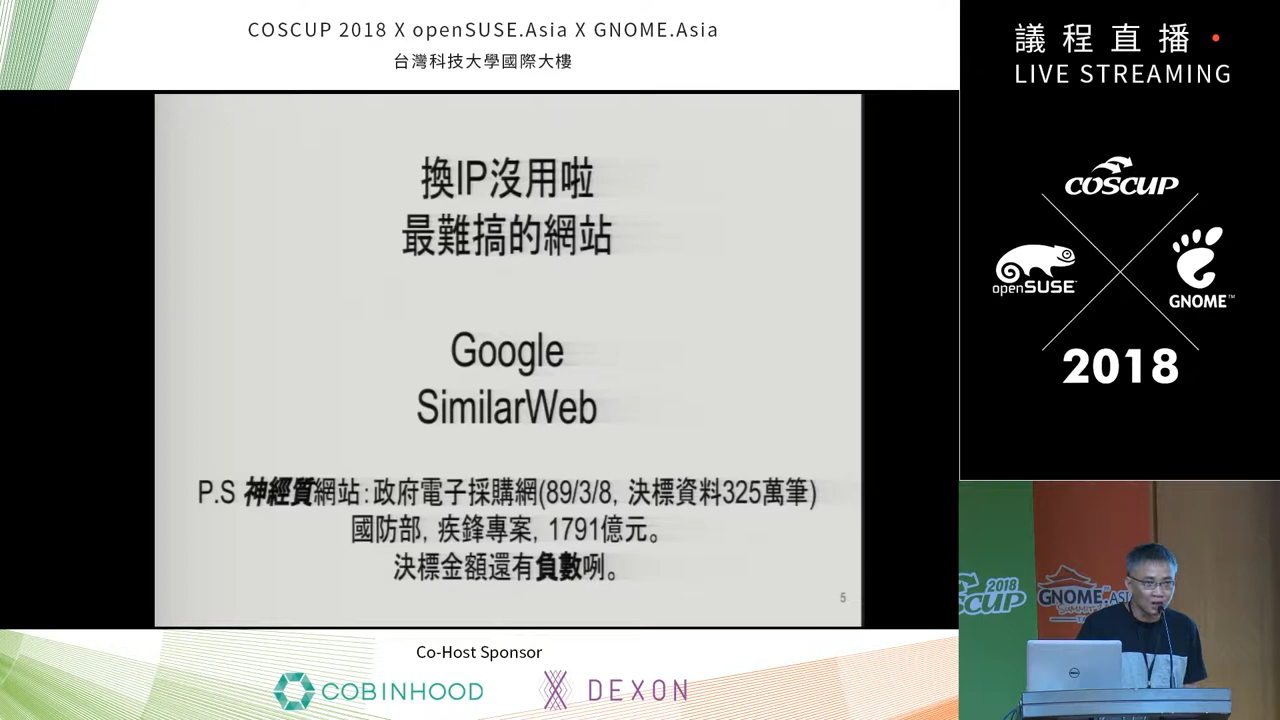 COSCUP 2018 X openSUSE.Asia X GNOME.Asia
台灣科技大學國際大樓
議程直播
LIVE STREAMING
換IP沒用啦
最難搞的網站
Google
SimilarWeb
P.S 神經質網站:政府電子採購網(89/3/8, 決標資料325萬筆)
國防部, 疾鋒專案, 1791億元。
決標金額還有負數咧。
5
COSCUP
openSUSE
GNOME™
2018
2018
SCUP
GNOME.ASIA
Co-Host Sponsor
COBINHOOD
DEXON